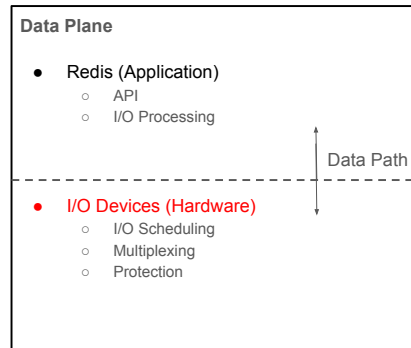 Data Plane
● Redis (Application)
○ API
○ I/O Processing
Data Path
● I/O Devices (Hardware)
○ I/O Scheduling
○ Multiplexing
○ Protection